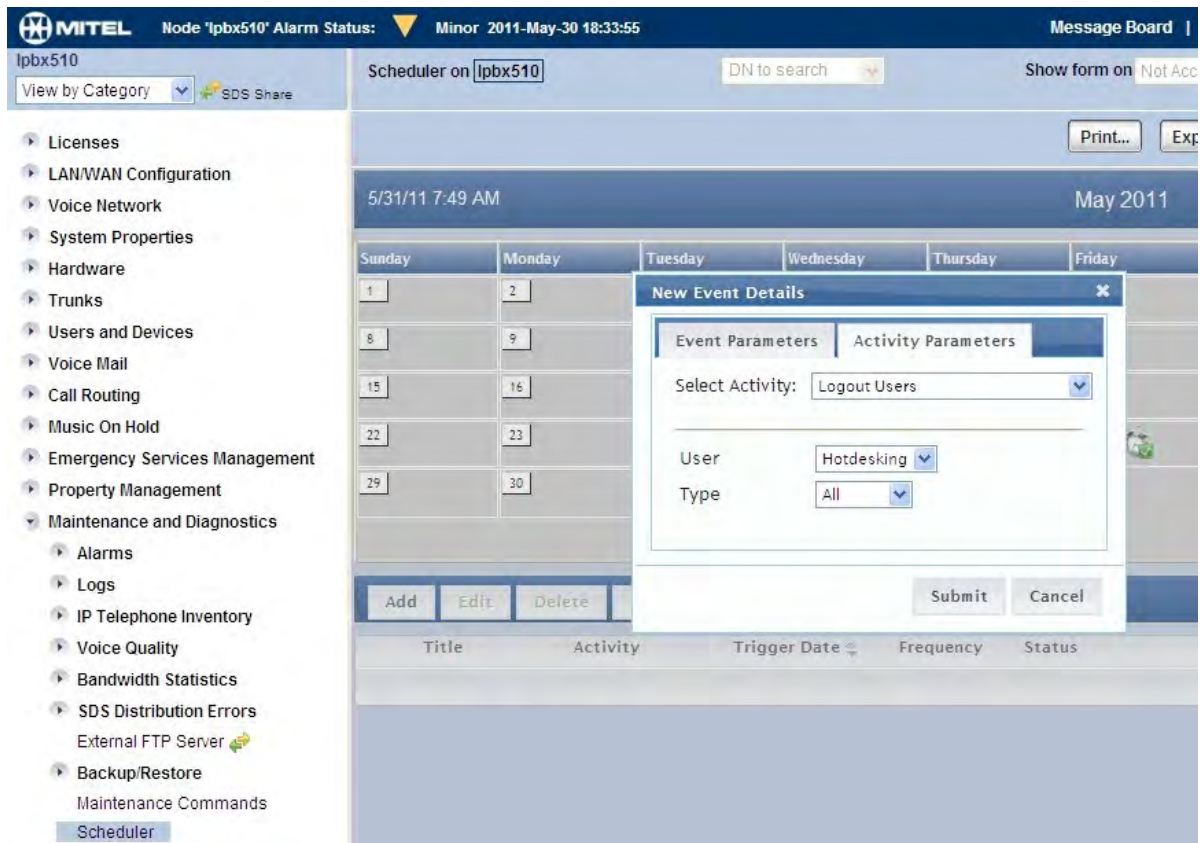 MITEL
Node 'lpbx510' Alarm Status: Minor 2011-May-30 18:33:55
Message Board |
lpbx510
View by Category
SDS Share
Scheduler on lpbx510
DN to search
Show form on Not Acc
Licenses
LAN/WAN Configuration
Voice Network
System Properties
Hardware
Trunks
Users and Devices
Voice Mail
Call Routing
Music On Hold
Emergency Services Management
Property Management
Maintenance and Diagnostics
Alarms
Logs
IP Telephone Inventory
Voice Quality
Bandwidth Statistics
SDS Distribution Errors
External FTP Server
Backup/Restore
Maintenance Commands
Scheduler
Print... Exp
5/31/11 7:49 AM May 2011
Sunday Monday Tuesday Wednesday Thursday Friday
1 2
8 9
15 16
22 23
29 30
New Event Details
Event Parameters Activity Parameters
Select Activity: Logout Users
User Hotdesking
Type All
Submit Cancel
Add Edit Delete
Title Activity Trigger Date Frequency Status